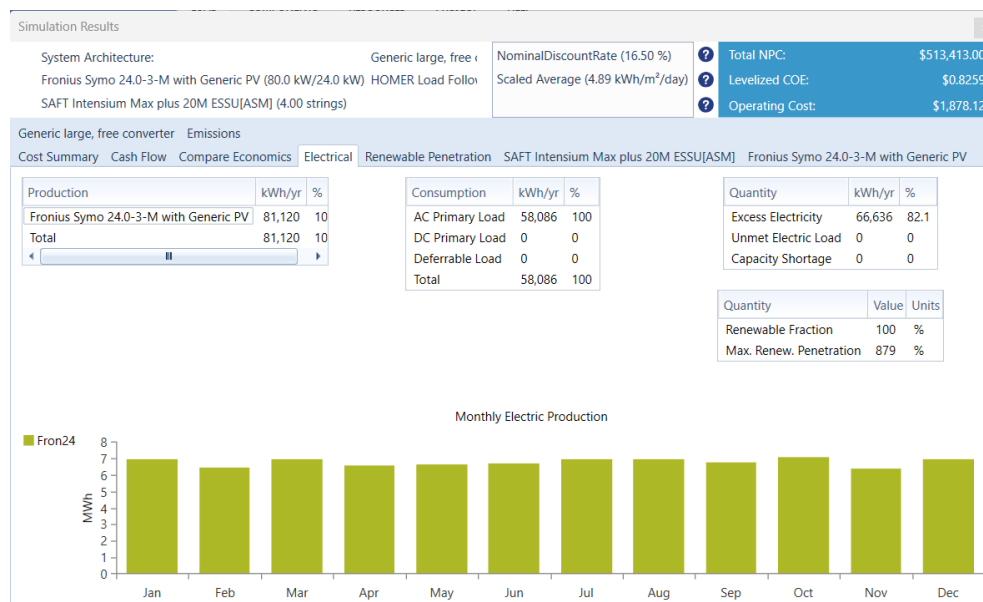 Simulation Results
System Architecture:
Generic large, free
NominalDiscountRate (16.50 %)
Total NPC:
$513,413.00
Fronius Symo 24.0-3-M with Generic PV (80.0 kW/24.0 kW)
HOMER Load Follov
Scaled Average (4.89 kWh/m²/day)
Levelized COE:
$0.8259
SAFT Intensium Max plus 20M ESSU[ASM] (4.00 strings)
Operating Cost:
$1,878.12
Generic large, free converter Emissions
Cost Summary Cash Flow Compare Economics Electrical Renewable Penetration SAFT Intensium Max plus 20M ESSU[ASM] Fronius Symo 24.0-3-M with Generic PV
Production kWh/yr %
Fronius Symo 24.0-3-M with Generic PV 81,120 10
Total 81,120 10
Consumption kWh/yr %
AC Primary Load 58,086 100
DC Primary Load 0 0
Deferrable Load 0 0
Total 58,086 100
Quantity kWh/yr %
Excess Electricity 66,636 82.1
Unmet Electric Load 0 0
Capacity Shortage 0 0
Quantity Value Units
Renewable Fraction 100 %
Max. Renew. Penetration 879 %
Monthly Electric Production
Fron24
MWh
8
7
6
5
4
3
2
1
0
Jan Feb Mar Apr May Jun Jul Aug Sep Oct Nov Dec